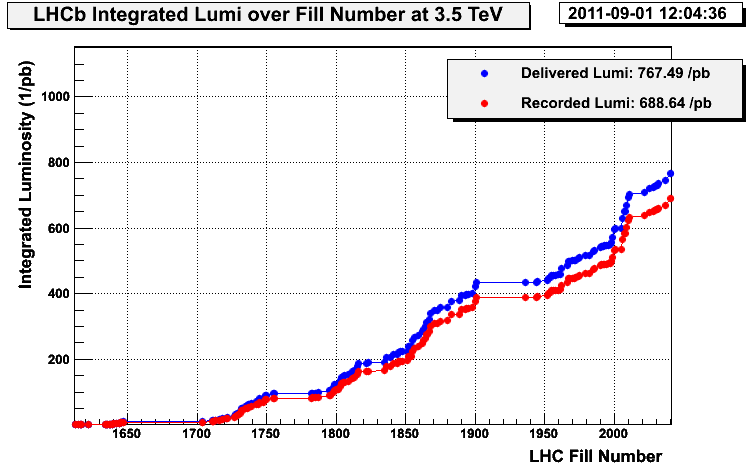 LHCb Integrated Lumi over Fill Number at 3.5 TeV
2011-09-01 12:04:36
Delivered Lumi: 767.49 /pb
Recorded Lumi: 688.64 /pb
Integrated Luminosity (1/pb)
1000
800
600
400
200
1650 1700 1750 1800 1850 1900 1950 2000
LHC Fill Number